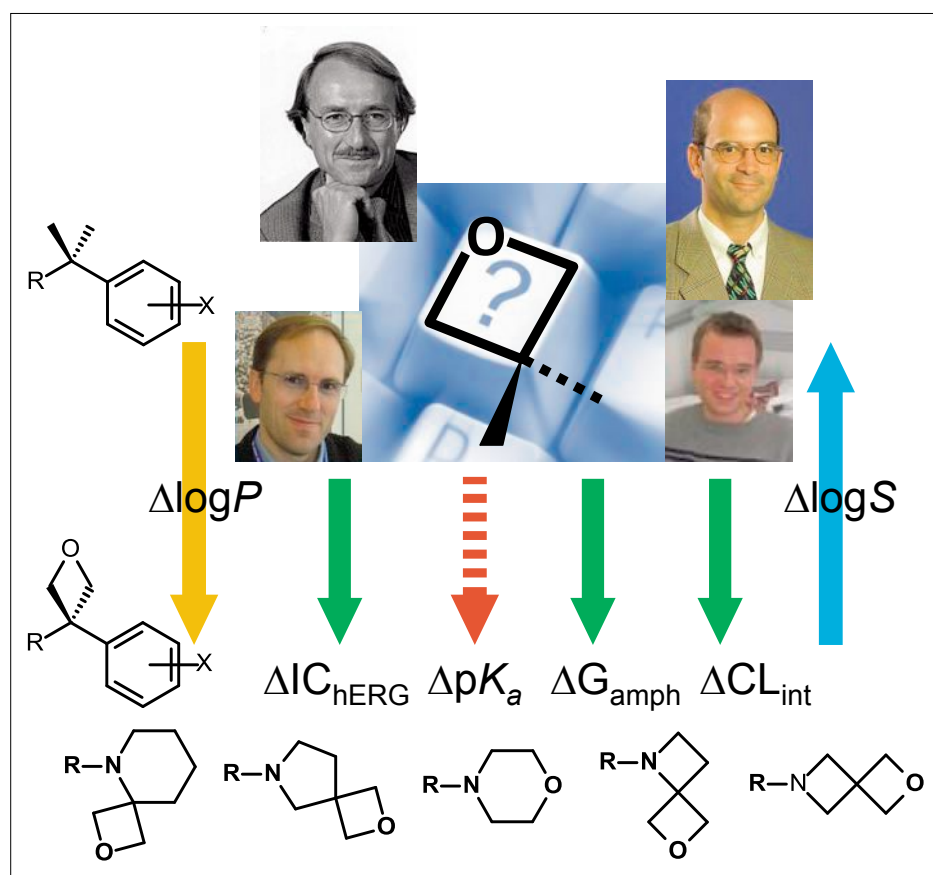 O
?
P
R
X
ΔlogP
ΔlogS
O
R
X
ΔIC_hERG ΔpK_a ΔG_amph ΔCL_int
R–N
O
R–N
O
R–N
O
R–N
O
R–N
O